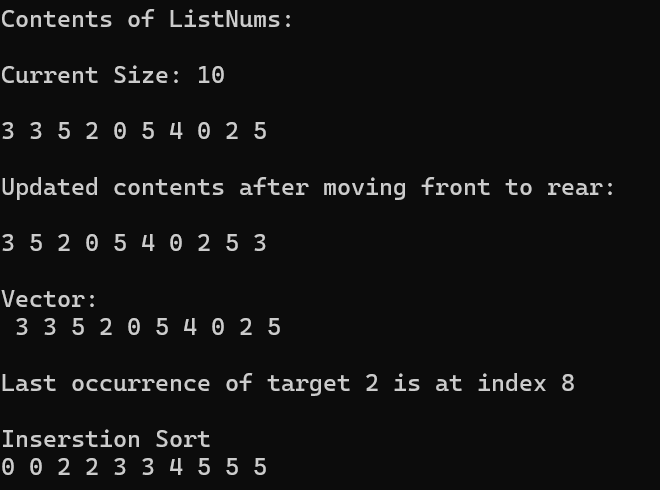 Contents of ListNums:
Current Size: 10
3 3 5 2 0 5 4 0 2 5
Updated contents after moving front to rear:
3 5 2 0 5 4 0 2 5 3
Vector:
3 3 5 2 0 5 4 0 2 5
Last occurrence of target 2 is at index 8
Inserstion Sort
0 0 2 2 3 3 4 5 5 5